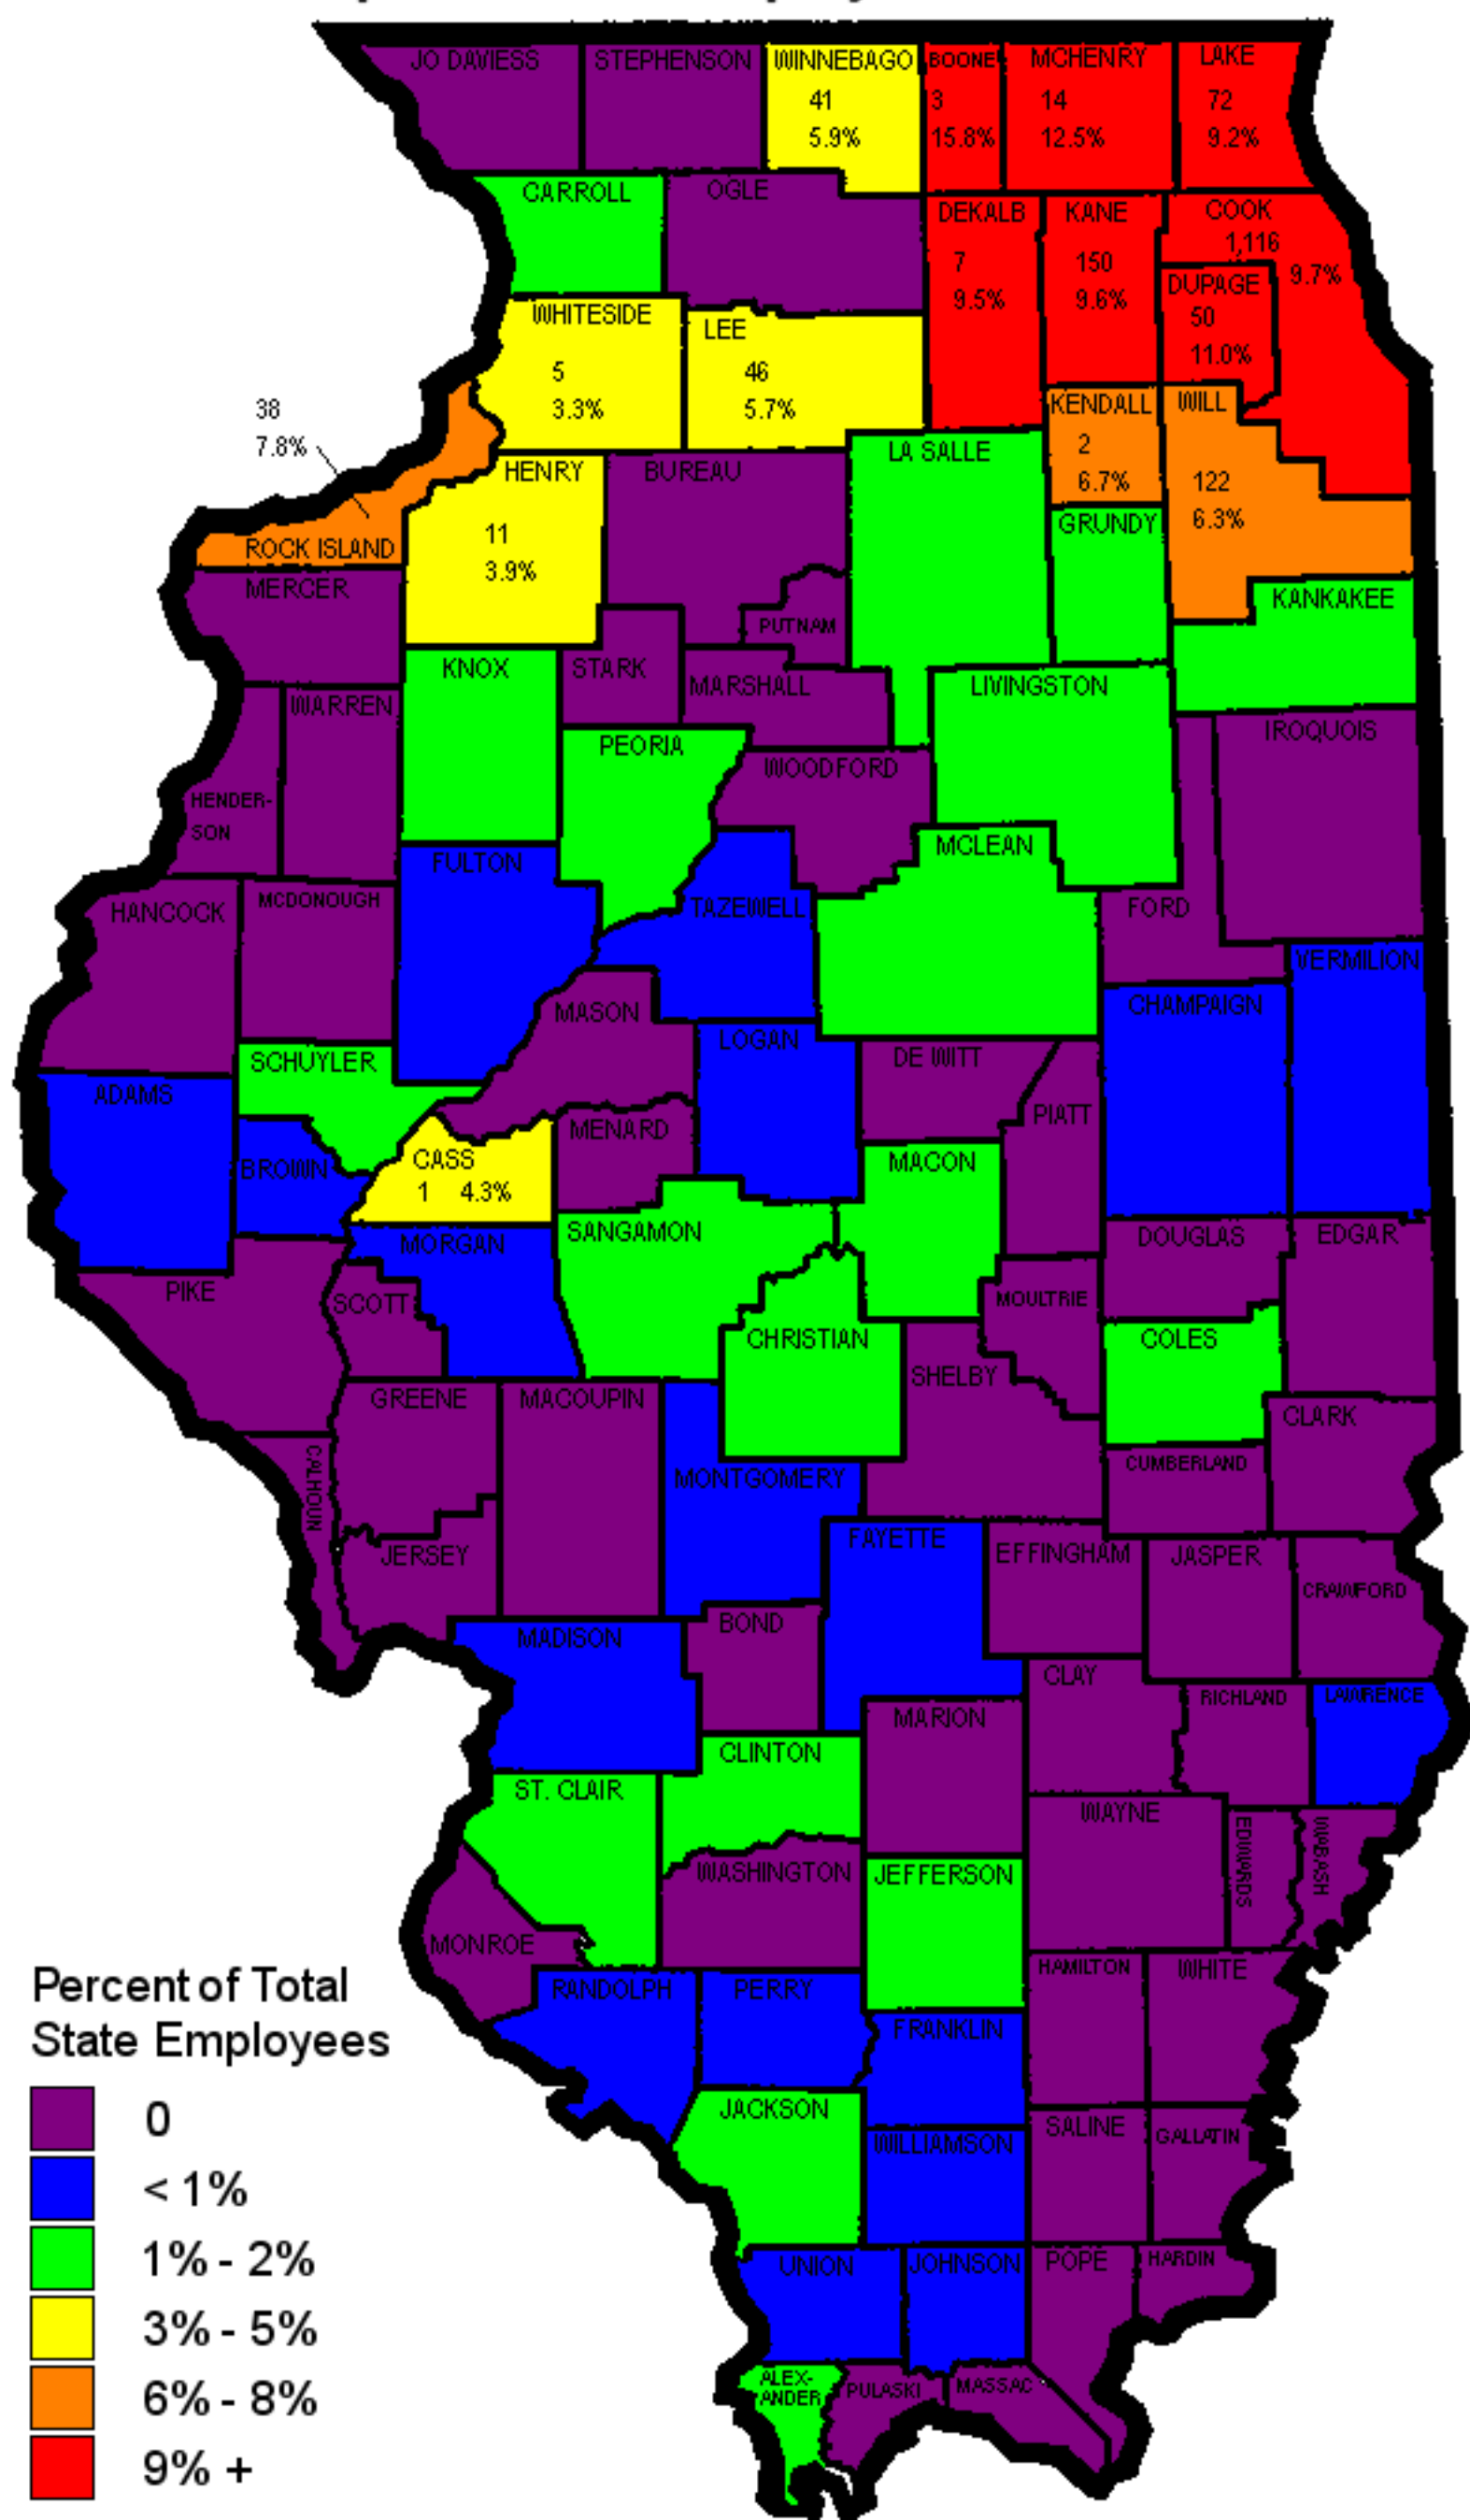 JO DAVIESS
STEPHENSON
WINNEBAGO
41
5.9%
BOONE
3
15.8%
MCHENRY
14
12.5%
LAKE
72
9.2%
CARROLL
OGLE
DEKALB
7
9.5%
KANE
150
9.6%
COOK
1,116
9.7%
DUPAGE
50
11.0%
WHITESIDE
5
3.3%
LEE
46
5.7%
38
7.8%
ROCK ISLAND
HENRY
11
3.9%
BUREAU
LA SALLE
KENDALL
2
6.7%
WILL
122
6.3%
GRUNDY
KANKAKEE
MERCER
PUTNAM
KNOX
STARK
MARSHALL
LIVINGSTON
WARREN
HENDER-
SON
PEORIA
WOODFORD
IROQUOIS
FULTON
MCLEAN
HANCOCK
MCDONOUGH
TAZEWELL
FORD
VERMILION
MASON
CHAMPAIGN
SCHUYLER
LOGAN
DE WITT
ADAMS
PIATT
BROWN
MENARD
CASS
1 4.3%
MACON
MORGAN
SANGAMON
DOUGLAS
EDGAR
PIKE
SCOTT
MOULTRIE
CHRISTIAN
COLES
SHELBY
GREENE
MACOUPIN
CLARK
CALHOUN
MONTGOMERY
CUMBERLAND
JERSEY
FAYETTE
EFFINGHAM
JASPER
CRAWFORD
MADISON
BOND
CLAY
RICHLAND
LAWRENCE
MARION
CLINTON
ST. CLAIR
WAYNE
EDWARDS
WABASH
WASHINGTON
JEFFERSON
MONROE
HAMILTON
WHITE
RANDOLPH
PERRY
FRANKLIN
JACKSON
SALINE
GALLATIN
WILLIAMSON
UNION
JOHNSON
POPE
HARDIN
ALEX-
ANDER
PULASKI
MASSAC
Percent of Total
State Employees
0
< 1%
1% - 2%
3% - 5%
6% - 8%
9% +